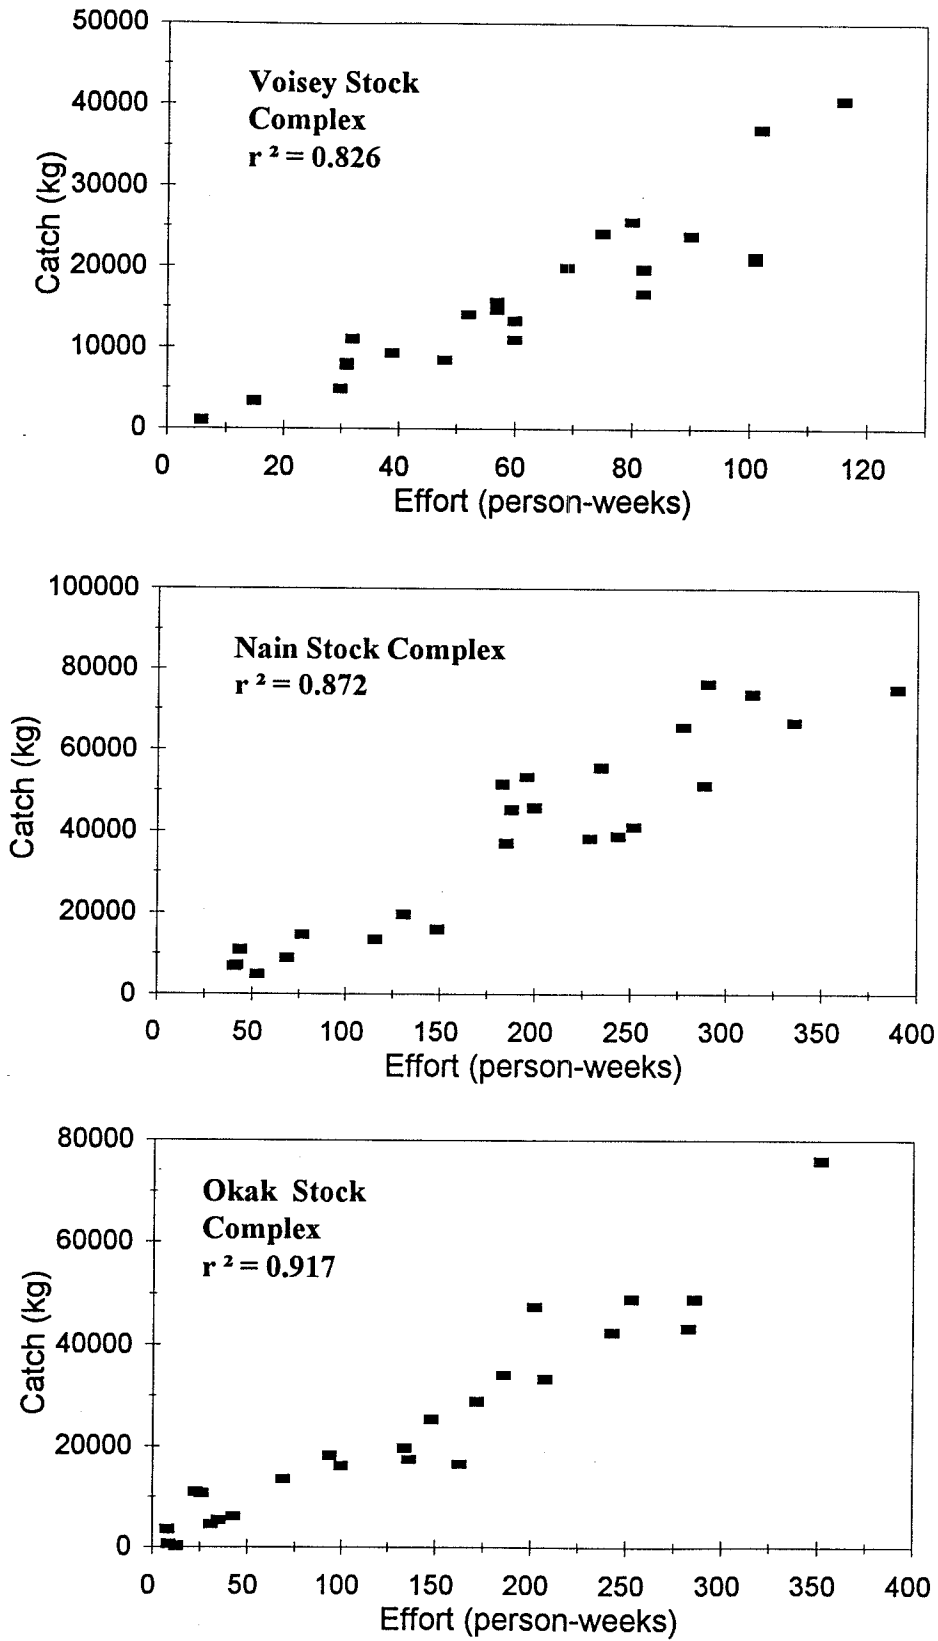 50000
40000
30000
20000
10000
0
Catch (kg)
Voisey Stock
Complex
r ² = 0.826
0 20 40 60 80 100 120
Effort (person-weeks)
100000
80000
60000
40000
20000
0
Catch (kg)
Nain Stock Complex
r ² = 0.872
0 50 100 150 200 250 300 350 400
Effort (person-weeks)
80000
60000
40000
20000
0
Catch (kg)
Okak Stock
Complex
r ² = 0.917
0 50 100 150 200 250 300 350 400
Effort (person-weeks)